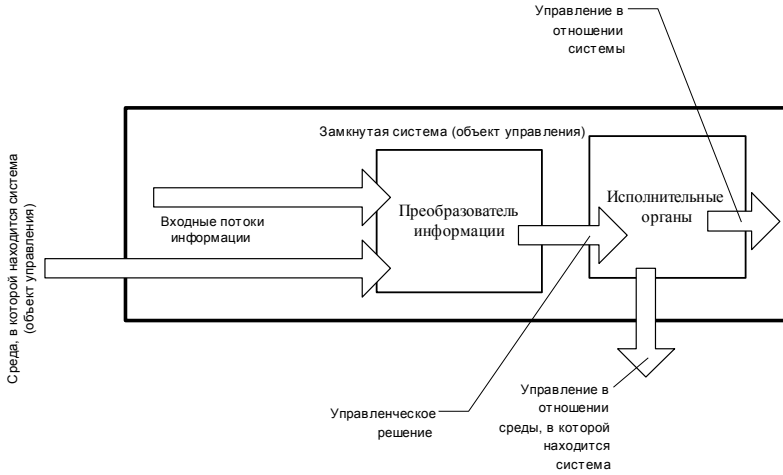 Управление в
отношении
системы
Замкнутая система (объект управления)
Среда, в которой находится система
(объект управления)
Входные потоки
информации
Преобразователь
информации
Исполнительные
органы
Управленческое
решение
Управление в
отношении
среды, в которой
находится
система